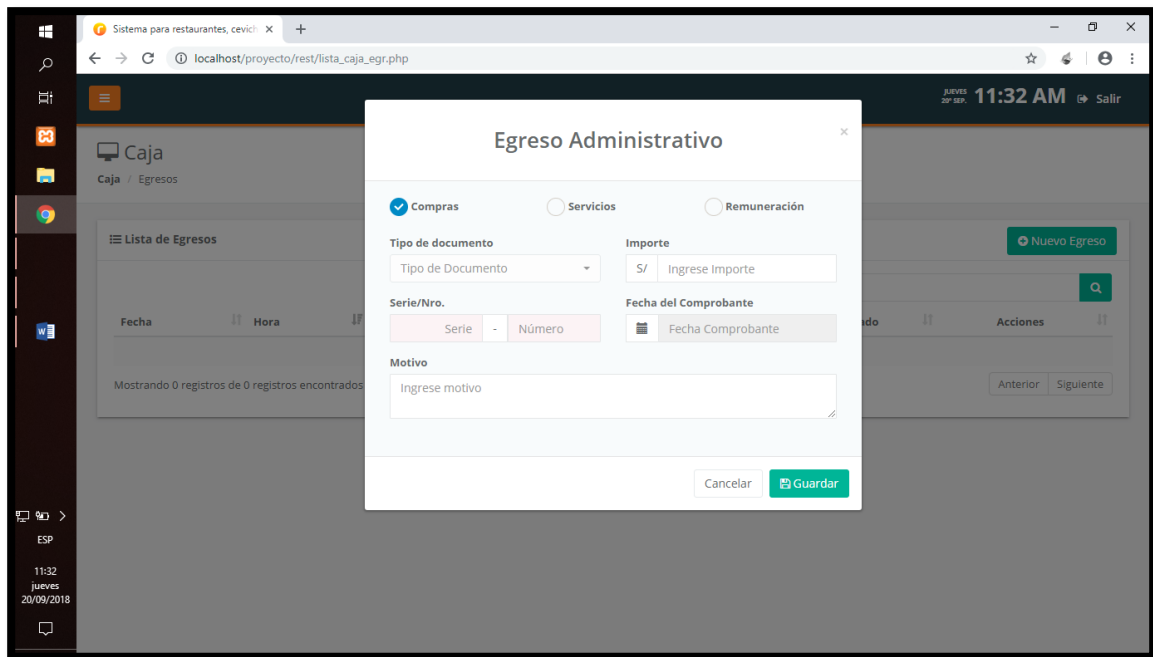 Sistema para restaurantes, cevich
localhost/proyecto/rest/lista_caja_egr.php
JUEVES
20º SEP.
11:32 AM
Salir
Caja
Caja / Egresos
Lista de Egresos
Nuevo Egreso
Fecha
Hora
ado
Acciones
Mostrando 0 registros de 0 registros encontrados
Anterior
Siguiente
Egreso Administrativo
×
Compras
Servicios
Remuneración
Tipo de documento
Importe
Tipo de Documento
S/
Ingrese Importe
Serie/Nro.
Fecha del Comprobante
Serie
-
Número
Fecha Comprobante
Motivo
Ingrese motivo
Cancelar
Guardar
ESP
11:32
jueves
20/09/2018